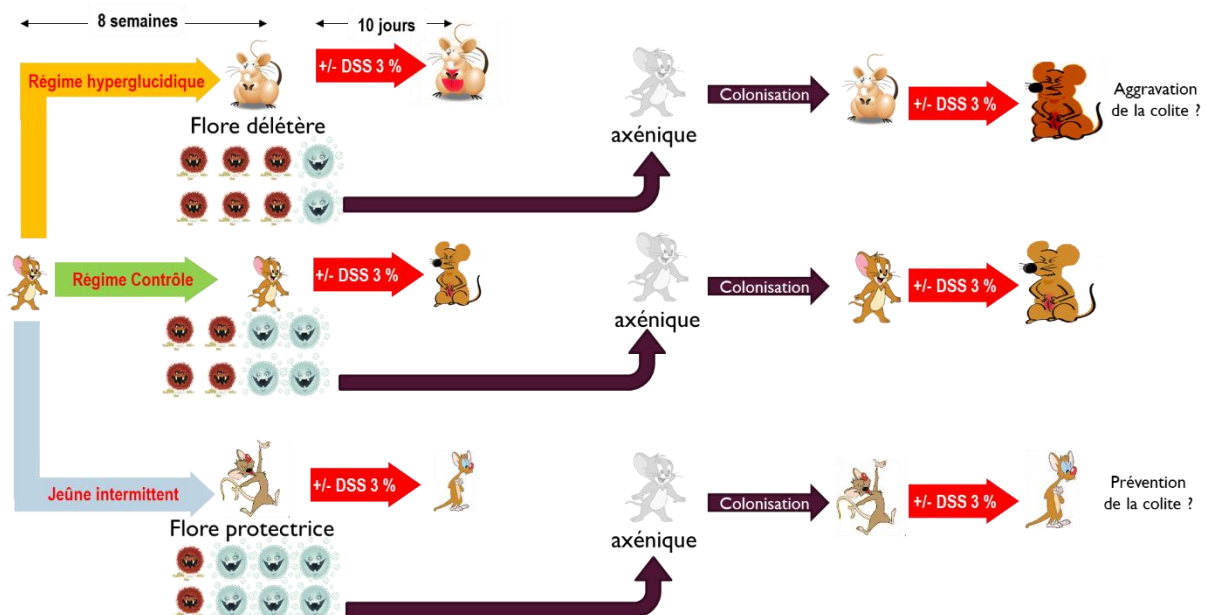 8 semaines
10 jours
Régime hyperglucidique
+/- DSS 3 %
Flore délétère
axénique
Colonisation
+/- DSS 3 %
Aggravation
de la colite ?
Régime Contrôle
+/- DSS 3 %
axénique
Colonisation
+/- DSS 3 %
Jeûne intermittent
+/- DSS 3 %
Flore protectrice
axénique
Colonisation
+/- DSS 3 %
Prévention
de la colite ?